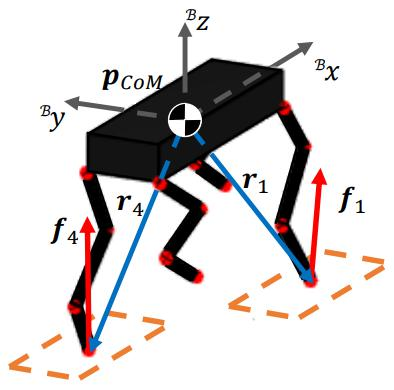 ᴮz
p_CoM
ᴮx
ᴮy
r₄
r₁
f₁
f₄